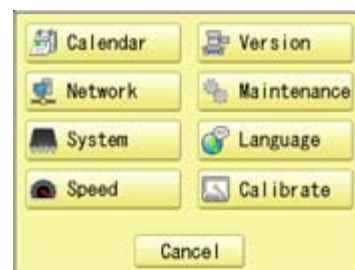 Calendar
Version
Network
Maintenance
System
Language
Speed
Calibrate
Cancel